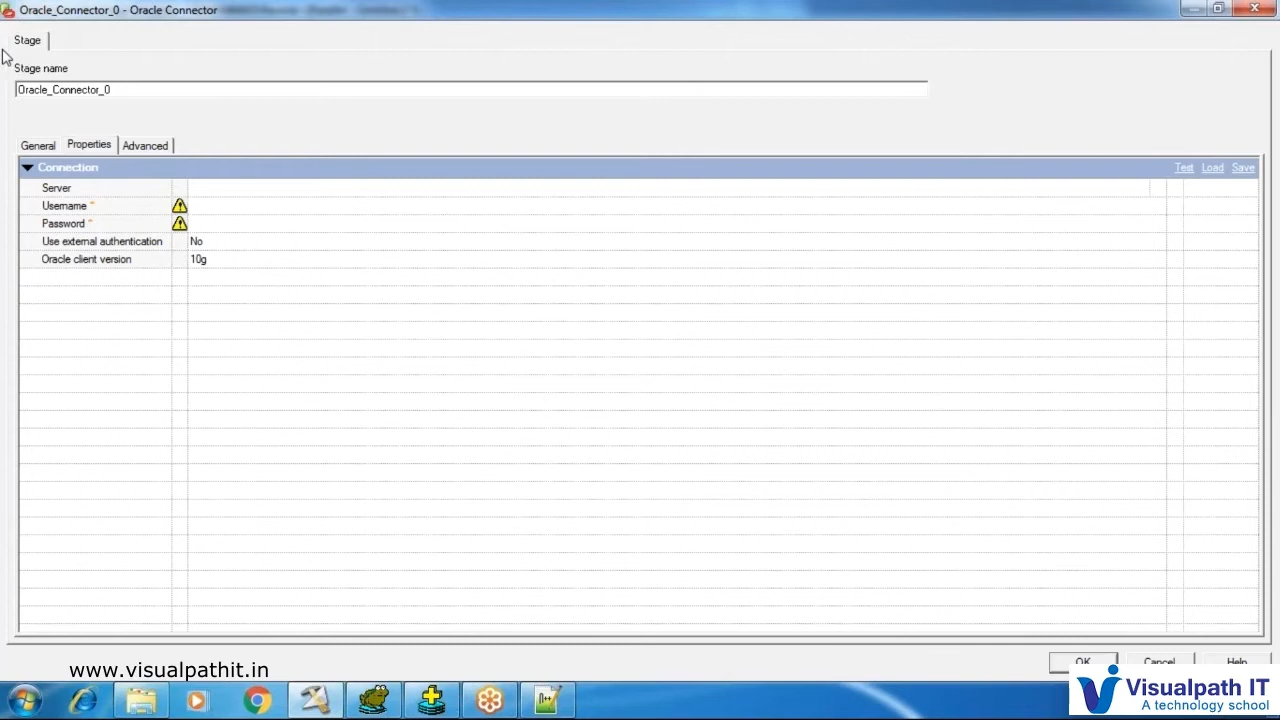 Oracle_Connector_0 - Oracle Connector
Stage
Stage name
Oracle_Connector_0
General Properties Advanced
Connection Test Load Save
Server
Username *
Password *
Use external authentication No
Oracle client version 10g
OK Cancel Help
www.visualpathit.in
Visualpath IT
A technology school